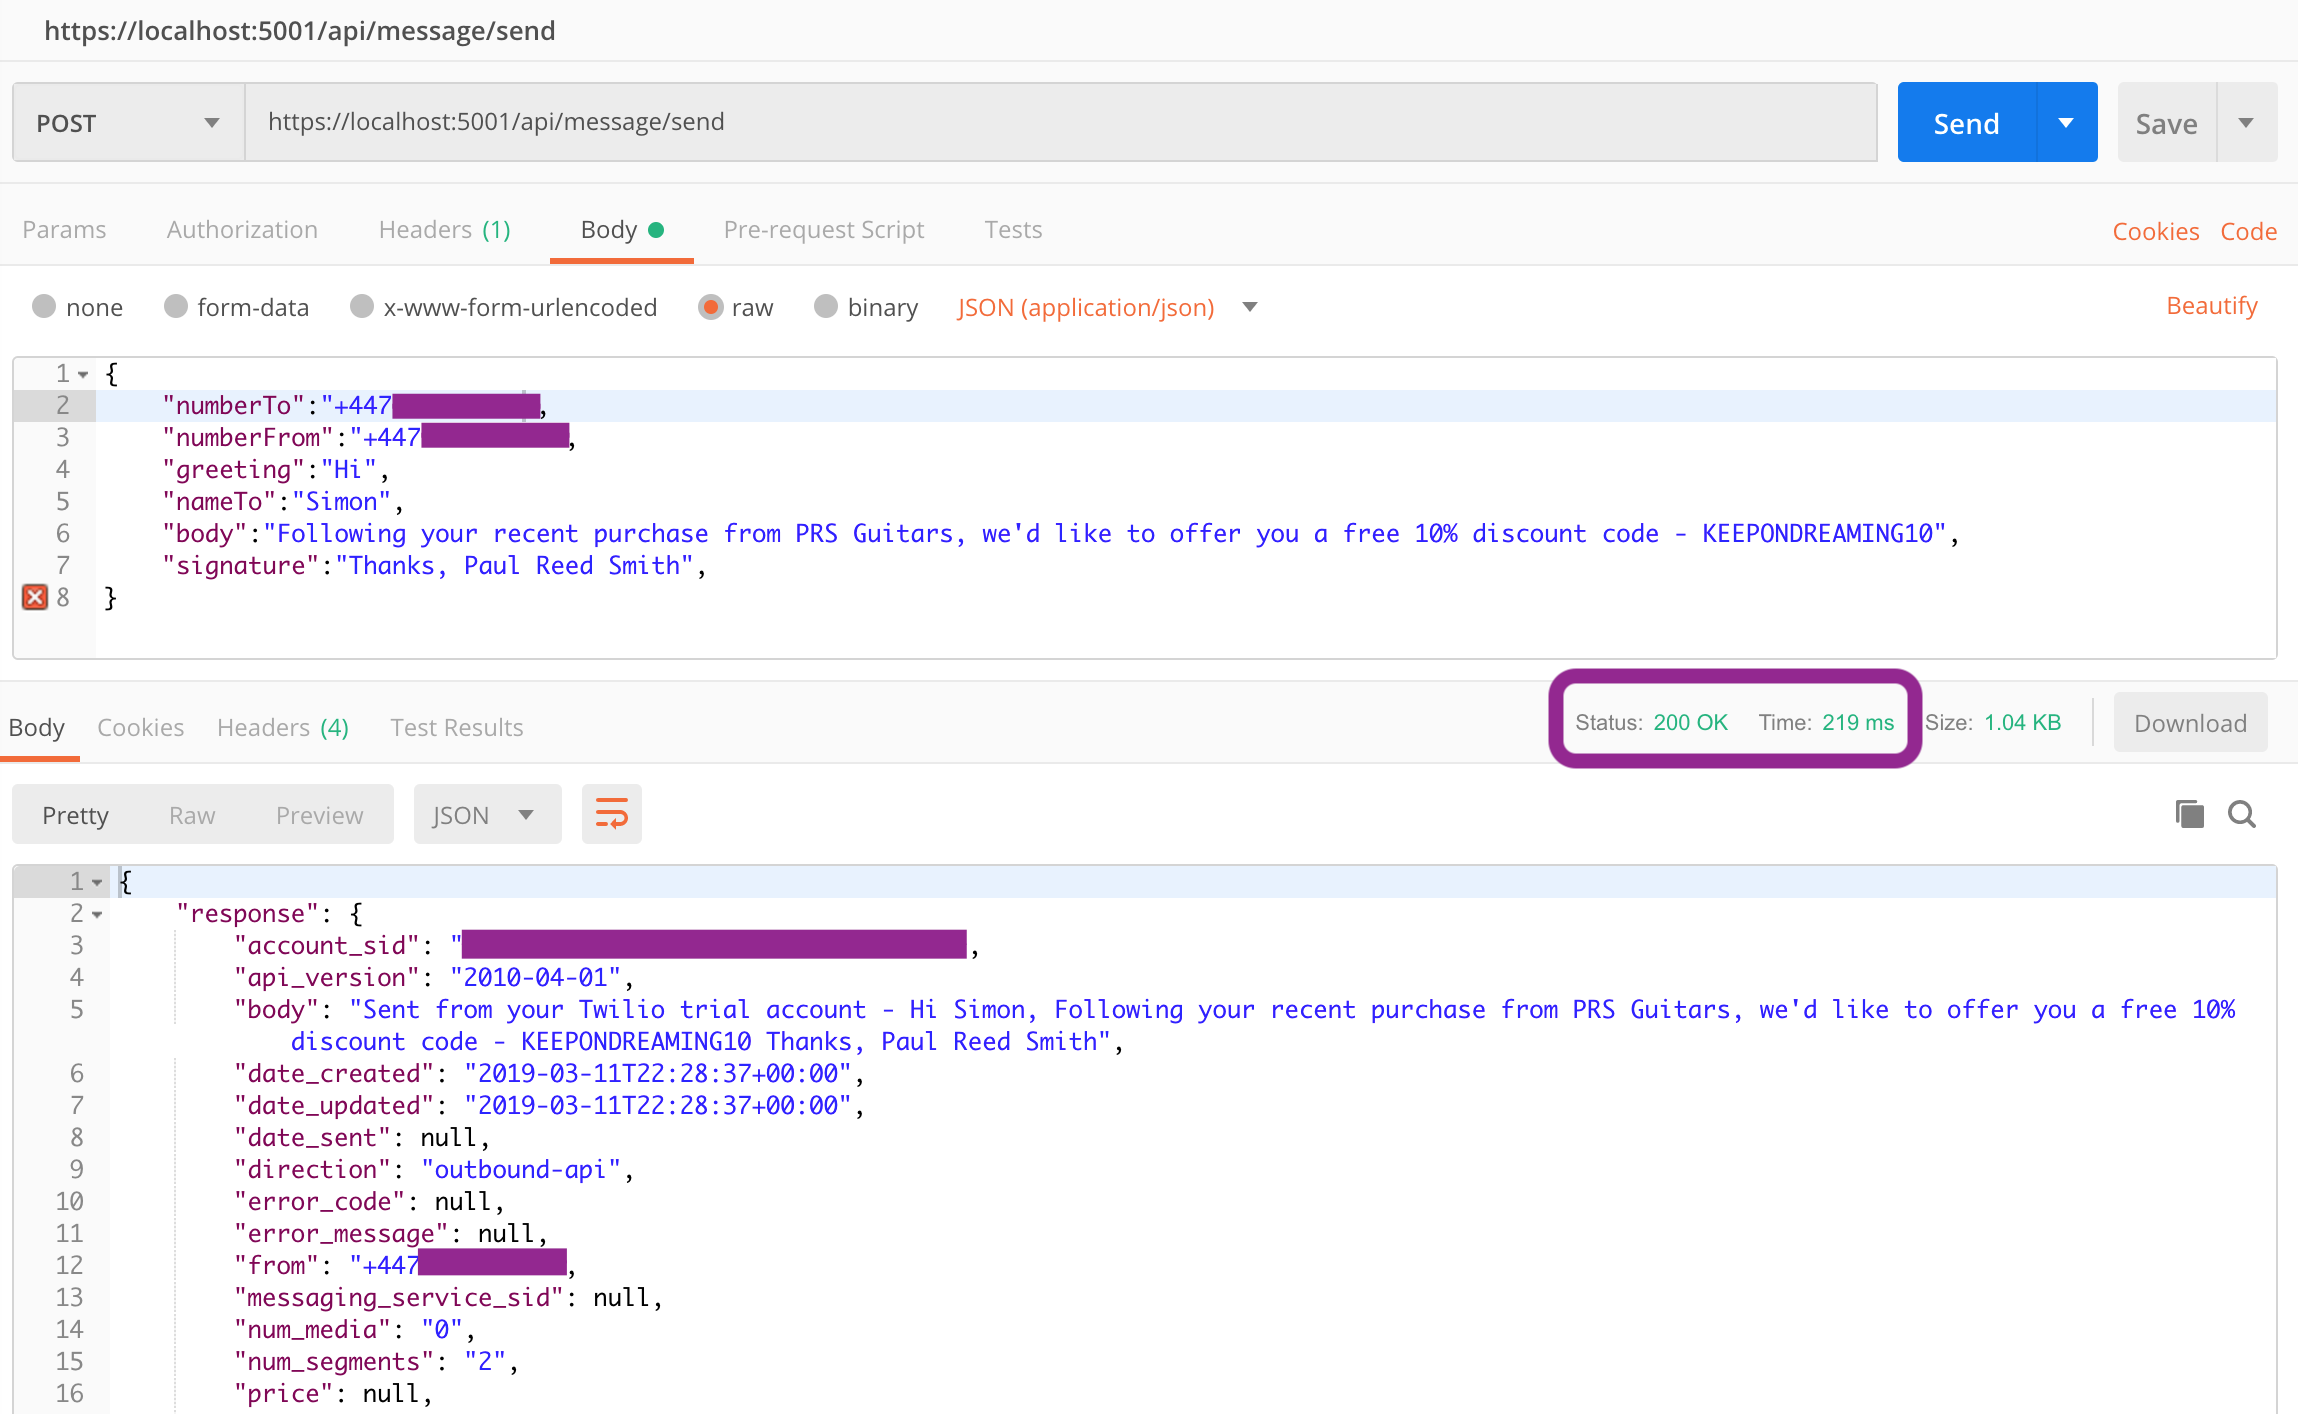 https://localhost:5001/api/message/send
POST https://localhost:5001/api/message/send Send Save
Params Authorization Headers (1) Body Pre-request Script Tests Cookies Code
none form-data x-www-form-urlencoded raw binary JSON (application/json) Beautify
1 {
2 "numberTo":"+447 ,
3 "numberFrom":"+447 ,
4 "greeting":"Hi",
5 "nameTo":"Simon",
6 "body":"Following your recent purchase from PRS Guitars, we'd like to offer you a free 10% discount code - KEEPONDREAMING10",
7 "signature":"Thanks, Paul Reed Smith",
8 }
Body Cookies Headers (4) Test Results Status: 200 OK Time: 219 ms Size: 1.04 KB Download
Pretty Raw Preview JSON
1 {
2 "response": {
3 "account_sid": " ,
4 "api_version": "2010-04-01",
5 "body": "Sent from your Twilio trial account - Hi Simon, Following your recent purchase from PRS Guitars, we'd like to offer you a free 10%
discount code - KEEPONDREAMING10 Thanks, Paul Reed Smith",
6 "date_created": "2019-03-11T22:28:37+00:00",
7 "date_updated": "2019-03-11T22:28:37+00:00",
8 "date_sent": null,
9 "direction": "outbound-api",
10 "error_code": null,
11 "error_message": null,
12 "from": "+447 ,
13 "messaging_service_sid": null,
14 "num_media": "0",
15 "num_segments": "2",
16 "price": null,